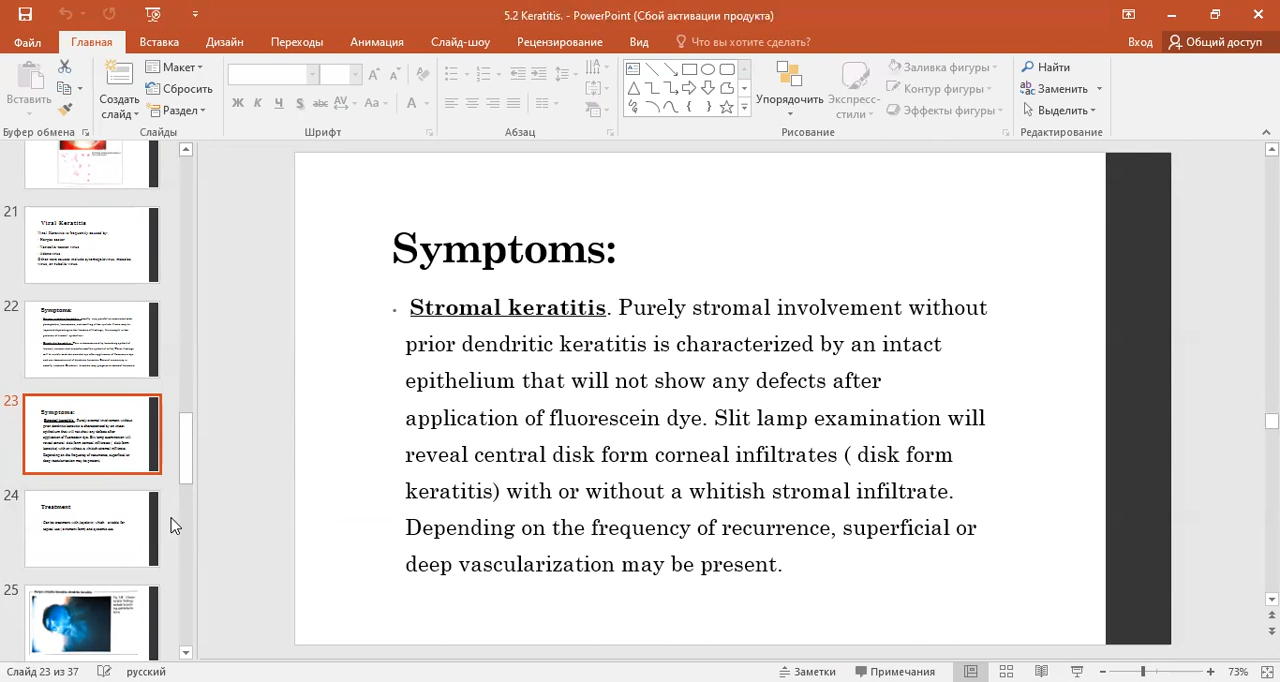 5.2 Keratitis. - PowerPoint (Сбой активации продукта)
Файл Главная Вставка Дизайн Переходы Анимация Слайд-шоу Рецензирование Вид Что вы хотите сделать? Вход Общий доступ
Вставить
Создать слайд
Макет
Сбросить
Раздел
Ж К Ч S abc AV Aa A
Упорядочить
Экспресс-стили
Заливка фигуры
Контур фигуры
Эффекты фигуры
Найти
Заменить
Выделить
Буфер обмена Слайды Шрифт Абзац Рисование Редактирование
21
Viral Keratitis
22
Symptoms:
23
Symptoms:
24
Treatment
25
Symptoms:
Stromal keratitis. Purely stromal involvement without
prior dendritic keratitis is characterized by an intact
epithelium that will not show any defects after
application of fluorescein dye. Slit lamp examination will
reveal central disk form corneal infiltrates ( disk form
keratitis) with or without a whitish stromal infiltrate.
Depending on the frequency of recurrence, superficial or
deep vascularization may be present.
Слайд 23 из 37 русский Заметки Примечания 73%